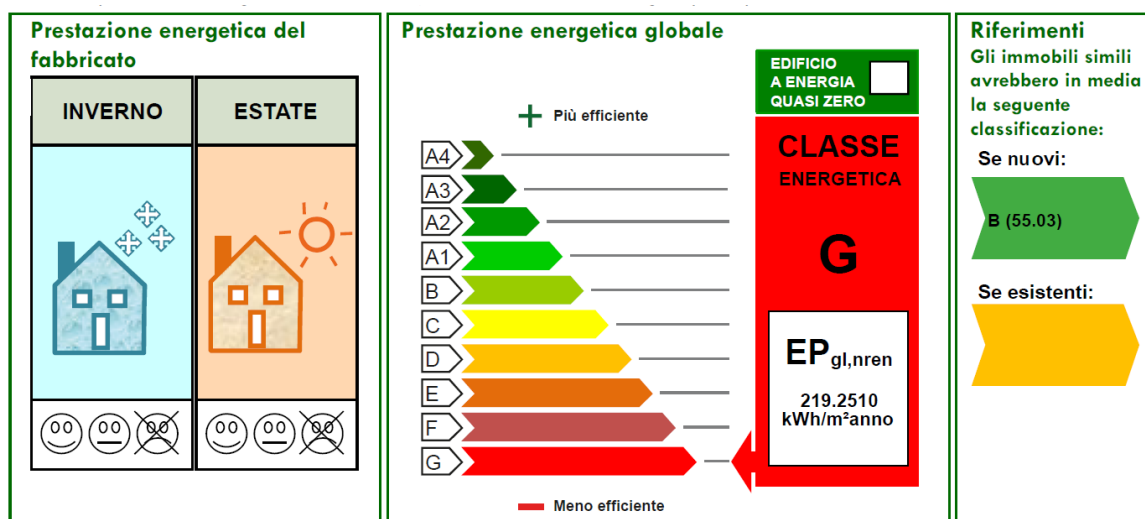 Prestazione energetica del
fabbricato
INVERNO
ESTATE
Prestazione energetica globale
Più efficiente
A4
A3
A2
A1
B
C
D
E
F
G
Meno efficiente
EDIFICIO
A ENERGIA
QUASI ZERO
CLASSE
ENERGETICA
G
EPgl,nren
219.2510
kWh/m²anno
Riferimenti
Gli immobili simili
avrebbero in media
la seguente
classificazione:
Se nuovi:
B (55.03)
Se esistenti: